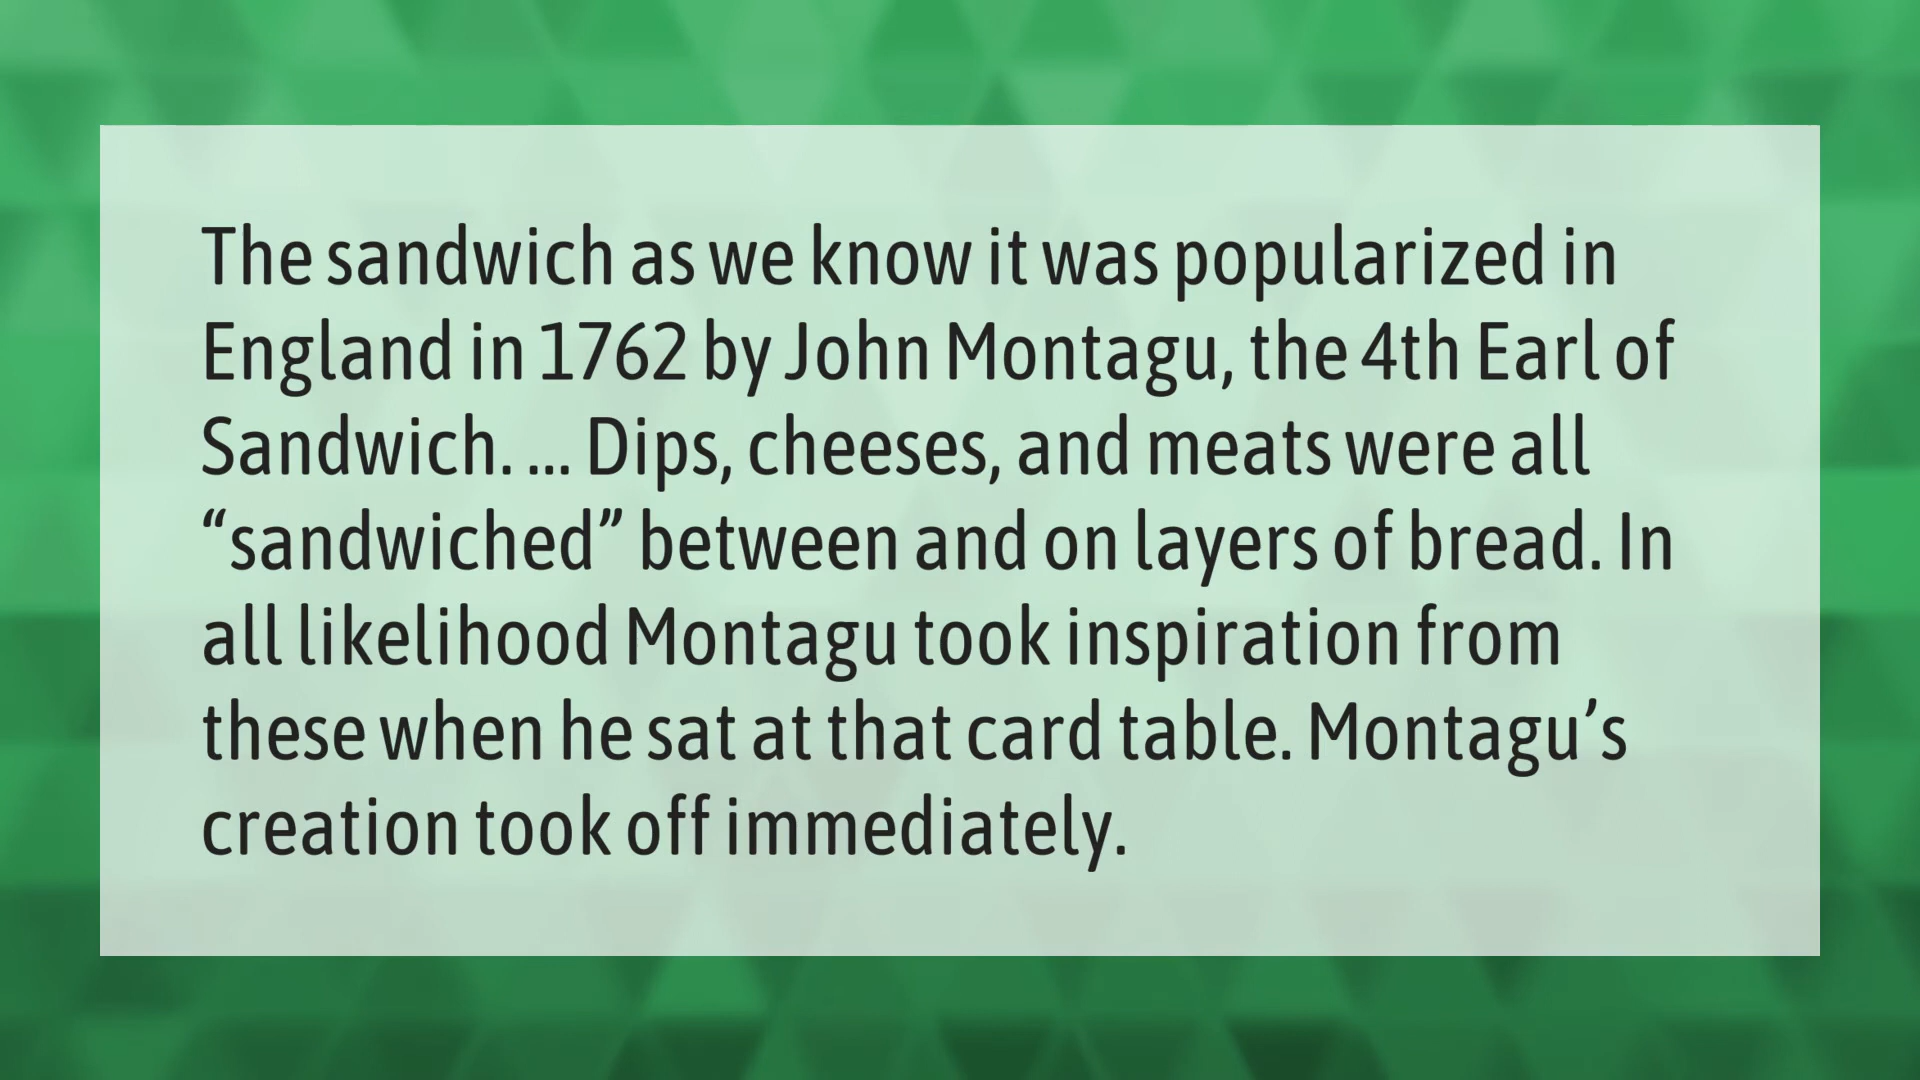 The sandwich as we know it was popularized in
England in 1762 by John Montagu, the 4th Earl of
Sandwich. ... Dips, cheeses, and meats were all
“sandwiched” between and on layers of bread. In
all likelihood Montagu took inspiration from
these when he sat at that card table. Montagu’s
creation took off immediately.